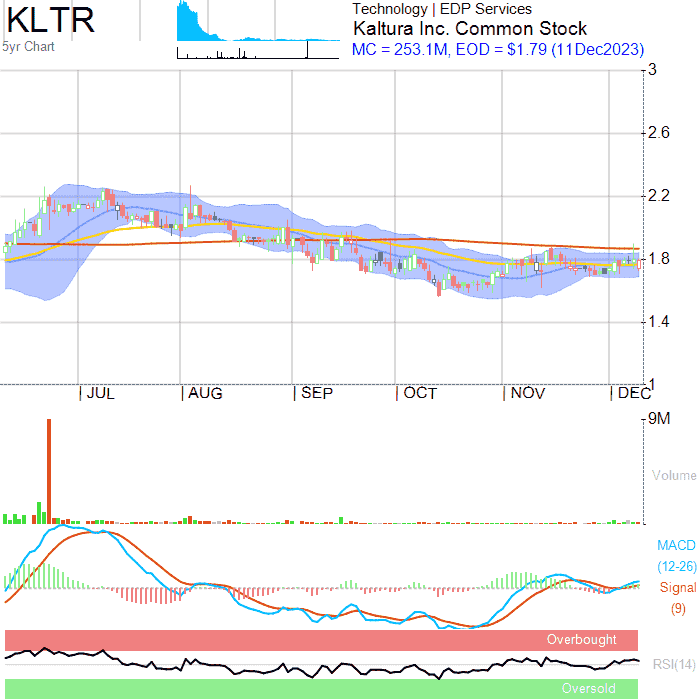 KLTR
5yr Chart
Technology | EDP Services
Kaltura Inc. Common Stock
MC = 253.1M, EOD = $1.79 (11Dec2023)
3
2.6
2.2
1.8
1.4
1
JUL
AUG
SEP
OCT
NOV
DEC
9M
Volume
MACD
(12-26)
Signal
(9)
Overbought
RSI(14)
Oversold